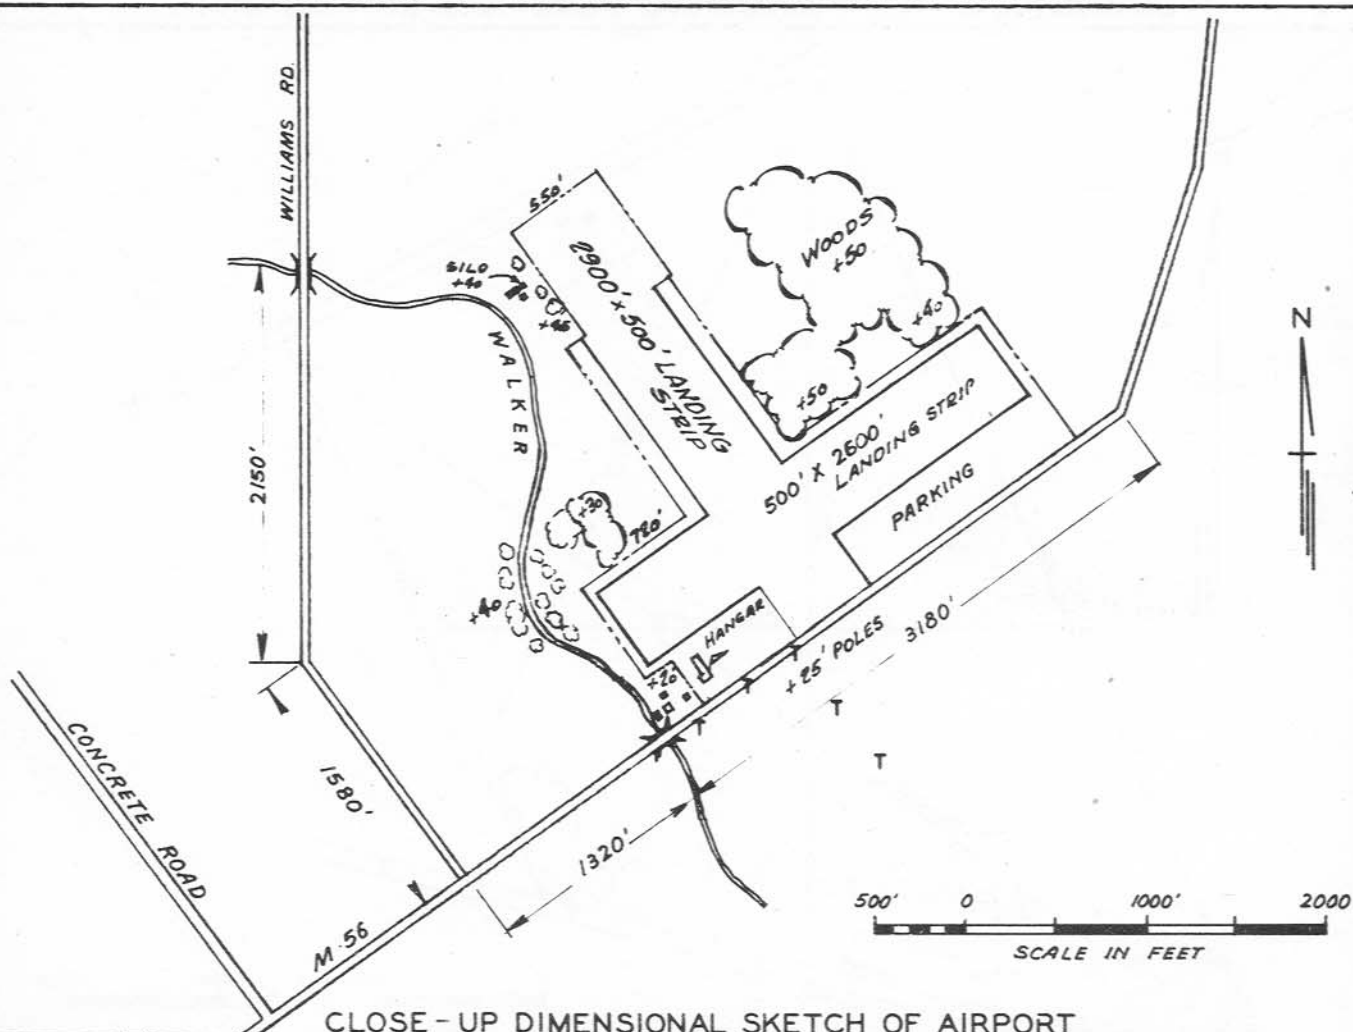 WILLIAMS RD.
550'
SILO
+40
+45
2900' x 500' LANDING
STRIP
WOODS
+50
+40
+50
WALKER
N
500' X 2600'
LANDING STRIP
PARKING
2150'
+30
780'
+40
HANGAR
+20
+25' POLES
3180'
T
T
T
T
T
1580'
1320'
CONCRETE ROAD
M-56
500' 0 1000' 2000
SCALE IN FEET
CLOSE-UP DIMENSIONAL SKETCH OF AIRPORT